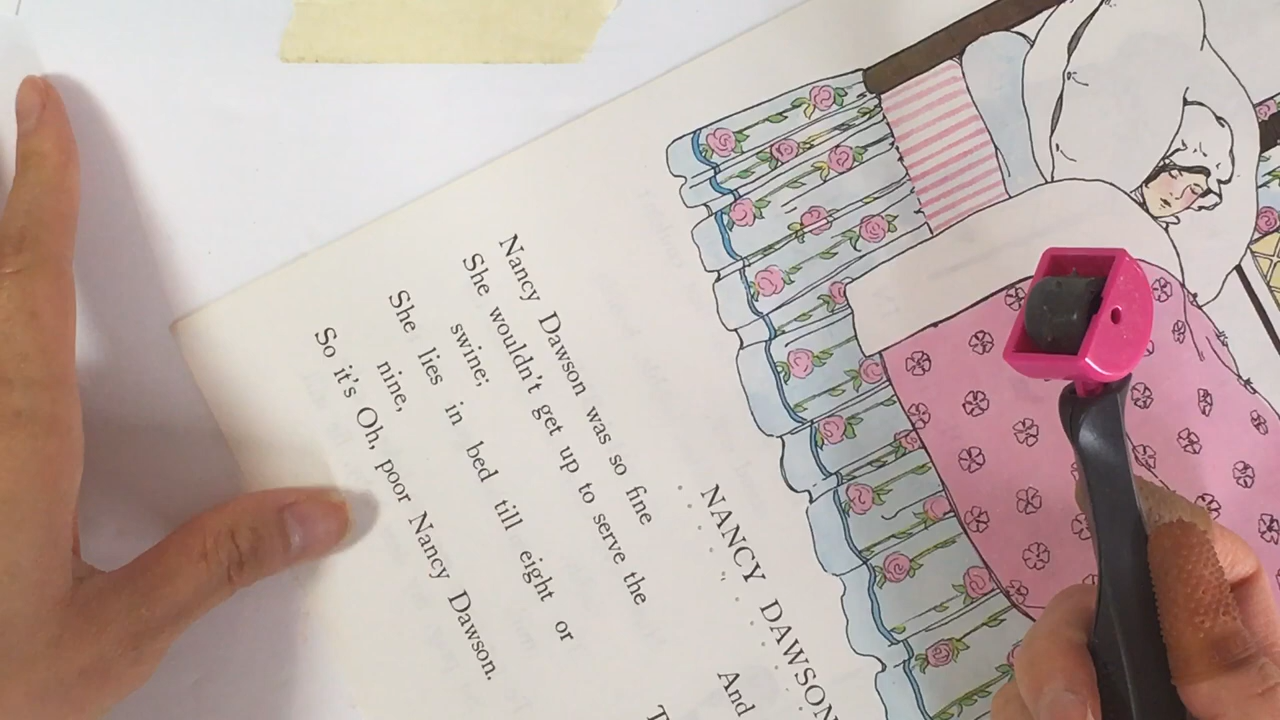 Nancy Dawson was so fine
She wouldn't get up to serve the
swine;
She lies in bed till eight or
nine,
So it's Oh, poor Nancy Dawson.
NANCY DAWSON
And